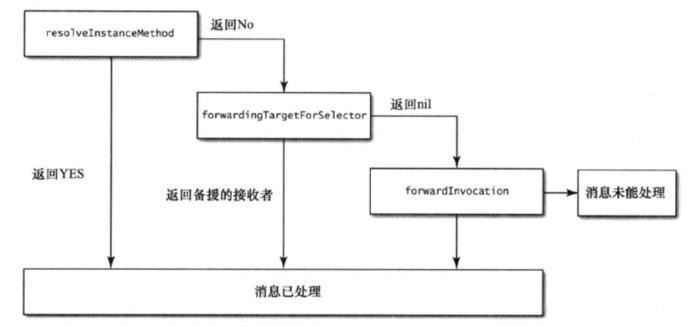 resolveInstanceMethod
返回No
forwardingTargetForSelector
返回nil
返回YES
返回备援的接收者
forwardInvocation
消息未能处理
消息已处理